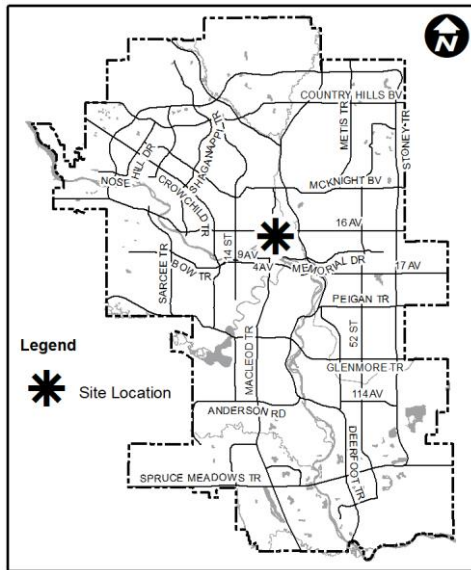 N
COUNTRY HILLS BV
METIS TR
STONEY TR
SHAGANAPPI TR
NOSE HILL DR
CROWCHILD TR
MCKNIGHT BV
14 ST
16 AV
SARCEE TR
BOW TR
9AV
4AV
MEMORIAL DR
17 AV
PEIGAN TR
Legend
Site Location
MACLEOD TR
52 ST
GLENMORE TR
114 AV
ANDERSON RD
DEERFOOT TR
SPRUCE MEADOWS TR